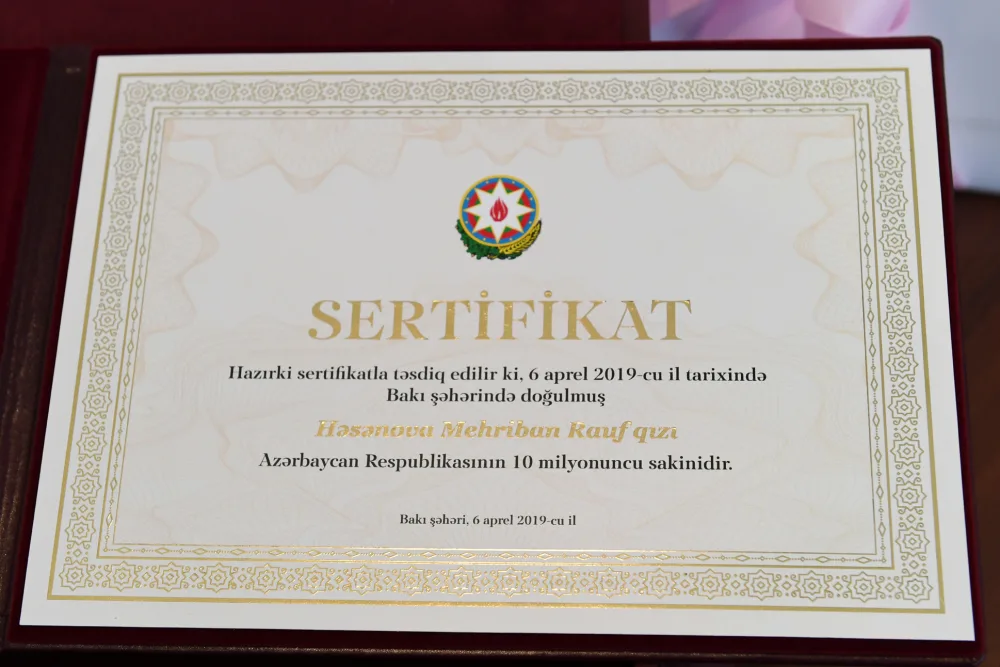 SERTİFİKAT
Hazırki sertifikatla təsdiq edilir ki, 6 aprel 2019-cu il tarixində
Bakı şəhərində doğulmuş
Həsənova Mehriban Rauf qızı
Azərbaycan Respublikasının 10 milyonuncu sakinidir.
Bakı şəhəri, 6 aprel 2019-cu il